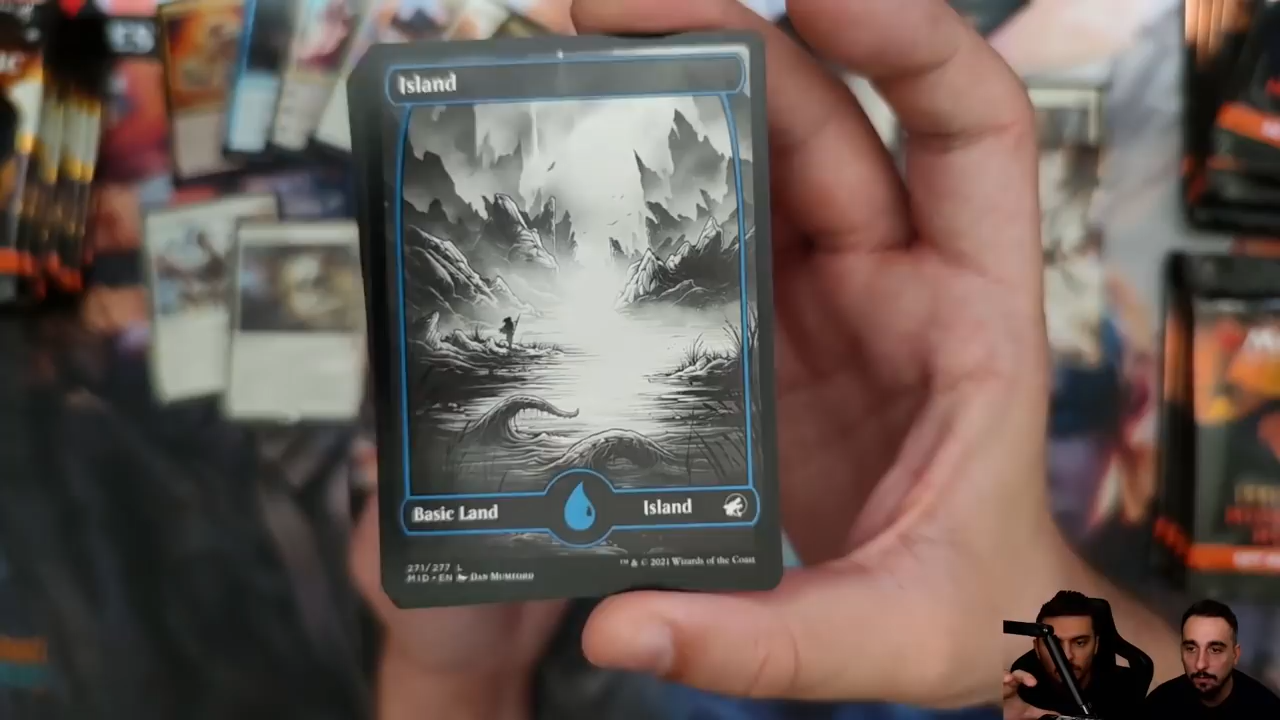 Island
Basic Land
Island
271/277 L
MID • EN DAN MUMFORD
™ & © 2021 Wizards of the Coast